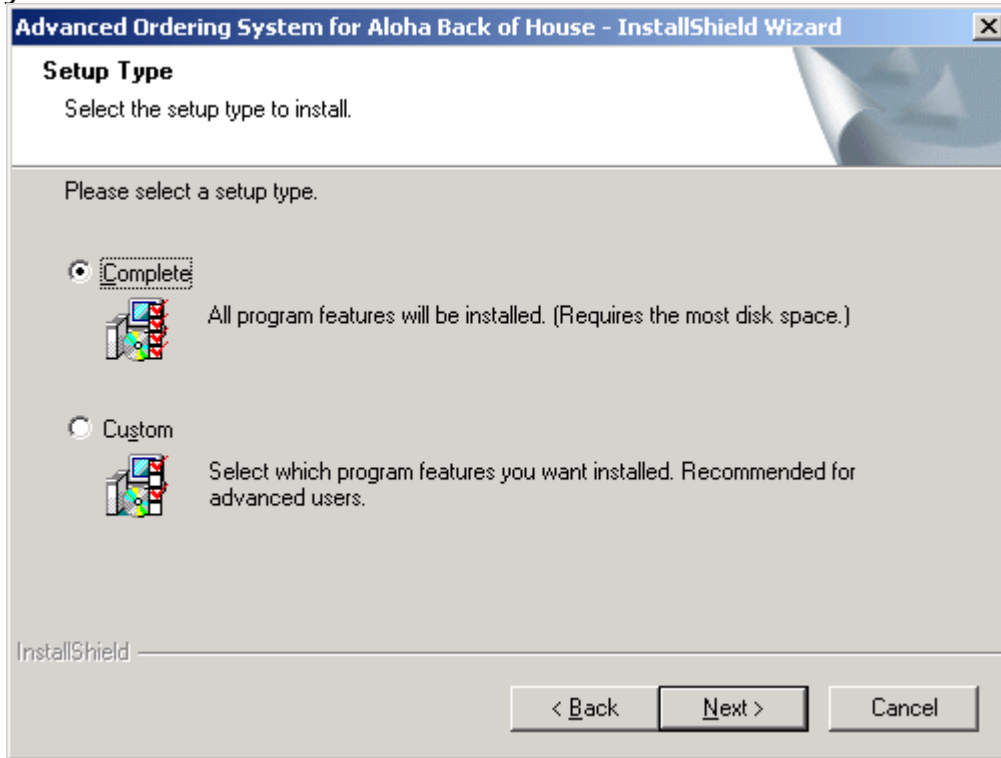 Advanced Ordering System for Aloha Back of House - InstallShield Wizard
Setup Type
Select the setup type to install.
Please select a setup type.
Complete
All program features will be installed. (Requires the most disk space.)
Custom
Select which program features you want installed. Recommended for
advanced users.
InstallShield
< Back
Next >
Cancel